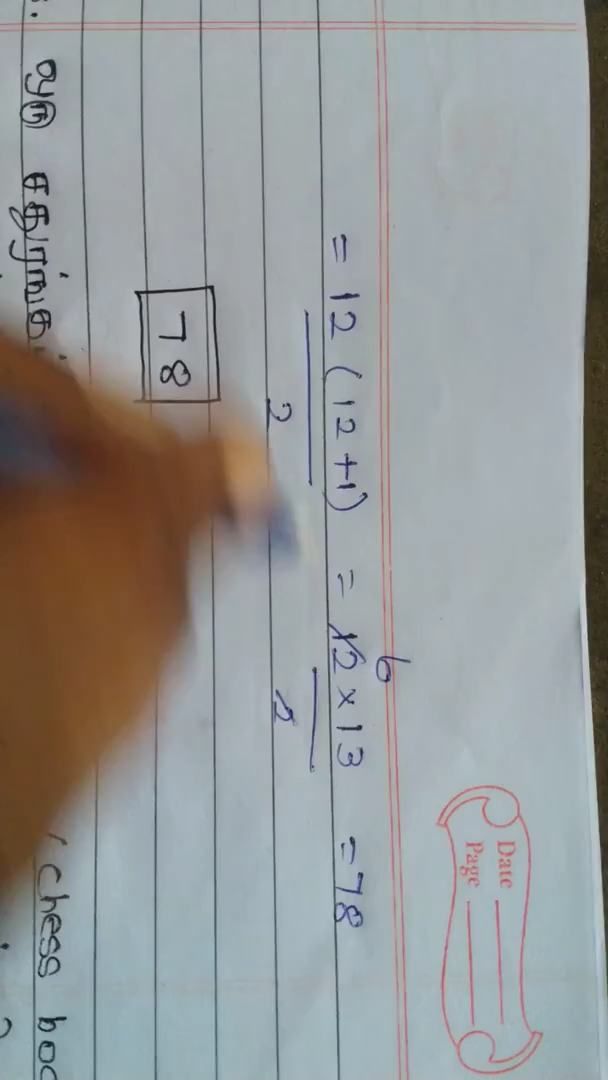 Date
Page
= 12 (12+1) = 12 × 13 = 78
6
2 2
78
ஒரு
chess